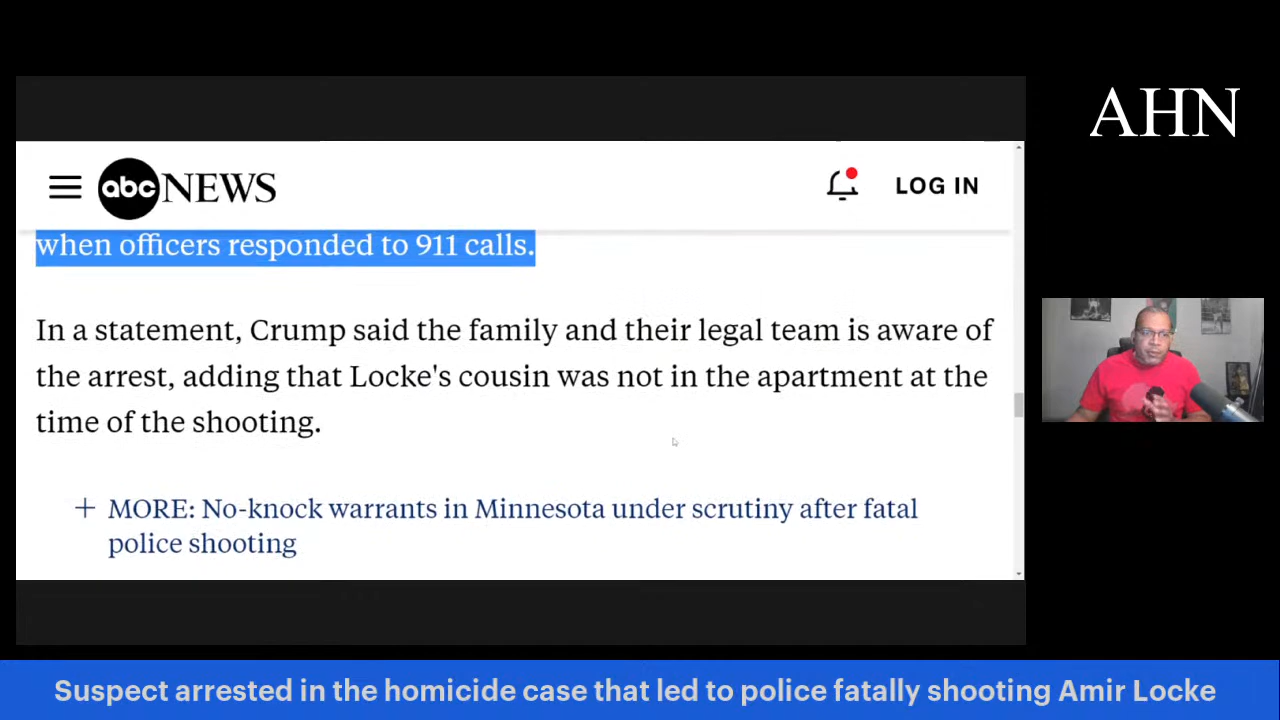 AHN
abc NEWS
LOG IN
when officers responded to 911 calls.
In a statement, Crump said the family and their legal team is aware of
the arrest, adding that Locke's cousin was not in the apartment at the
time of the shooting.
+ MORE: No-knock warrants in Minnesota under scrutiny after fatal
police shooting
Suspect arrested in the homicide case that led to police fatally shooting Amir Locke